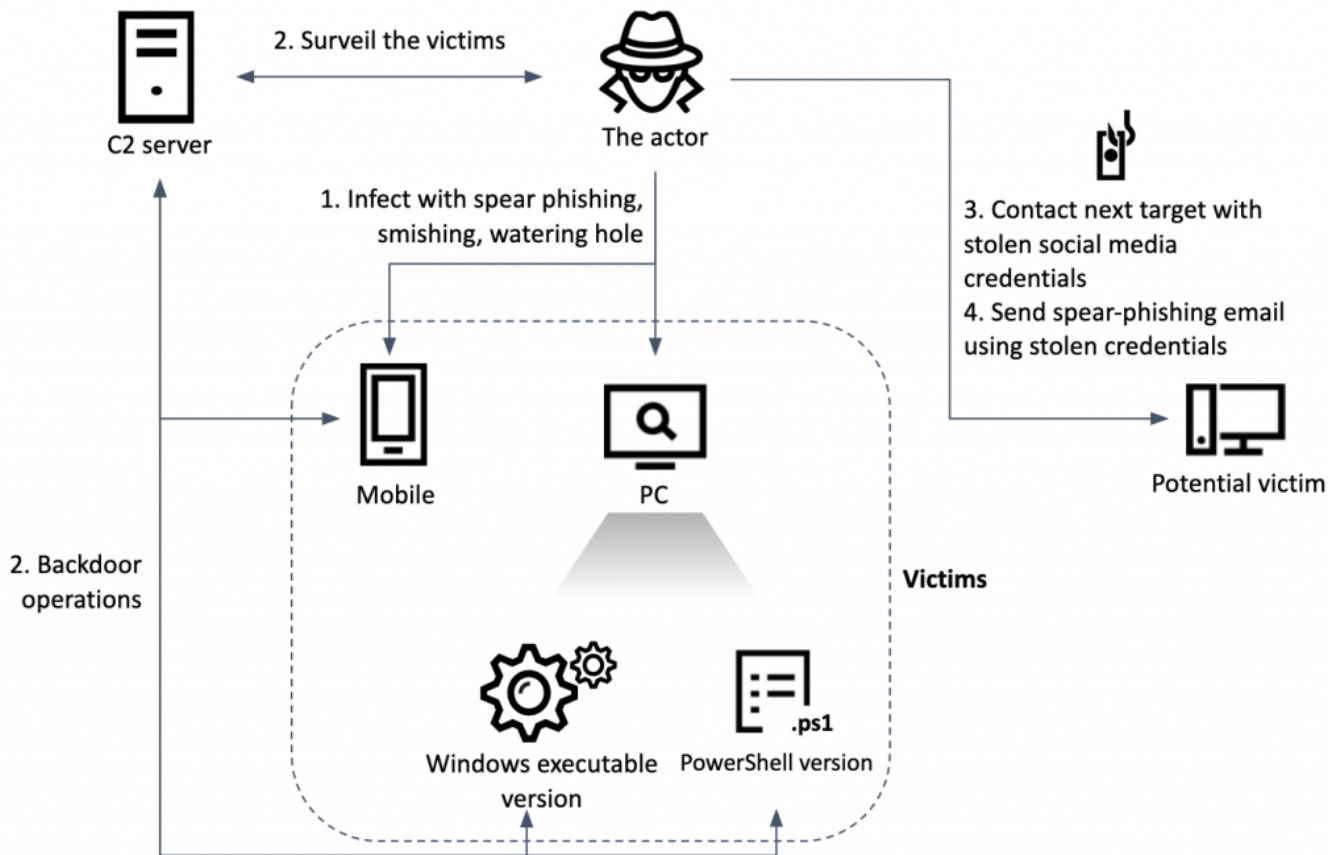 2. Surveil the victims
C2 server
The actor
1. Infect with spear phishing,
smishing, watering hole
3. Contact next target with
stolen social media
credentials
4. Send spear-phishing email
using stolen credentials
Mobile
PC
Potential victim
2. Backdoor
operations
Victims
.ps1
Windows executable
version
PowerShell version